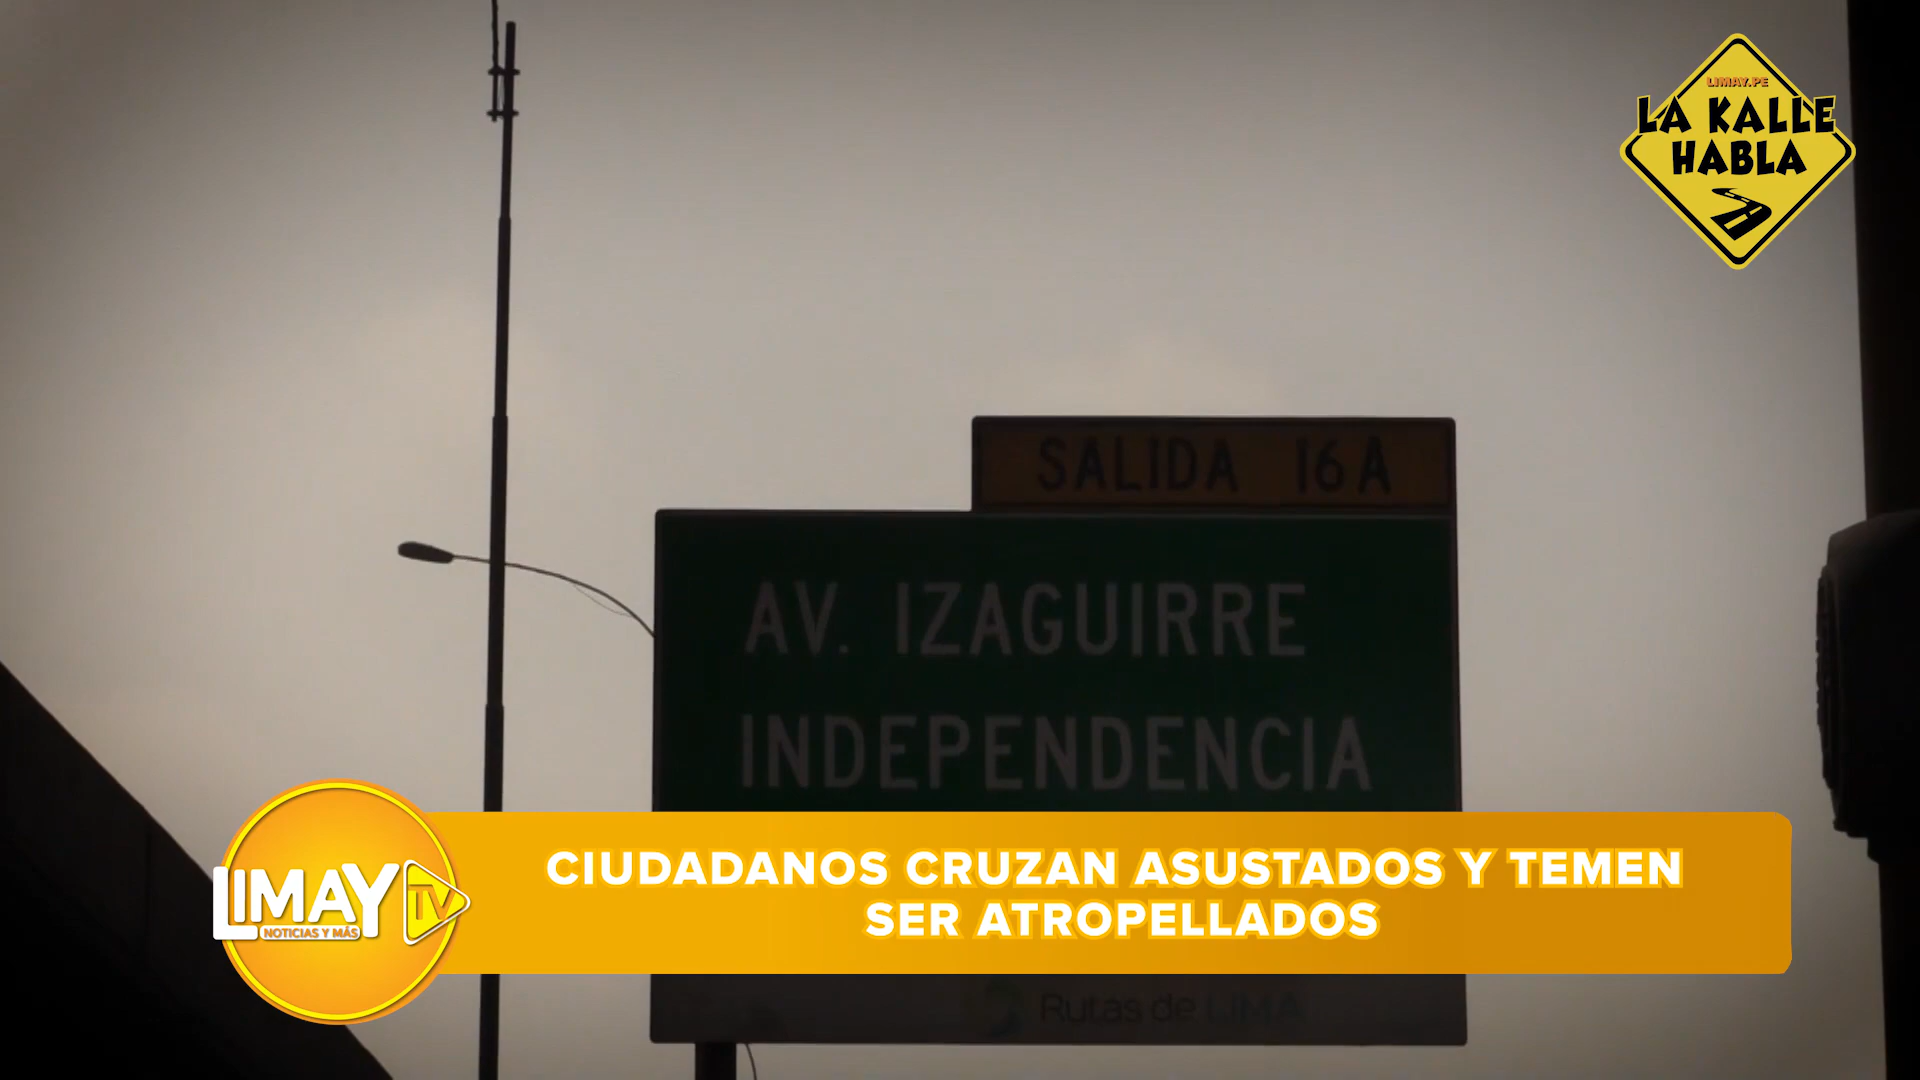 LIMAY.PE
LA KALLE
HABLA
SALIDA 16A
AV. IZAGUIRRE
INDEPENDENCIA
CIUDADANOS CRUZAN ASUSTADOS Y TEMEN
SER ATROPELLADOS
LIMAY TV
NOTICIAS Y MÁS
Rutas de LIMA